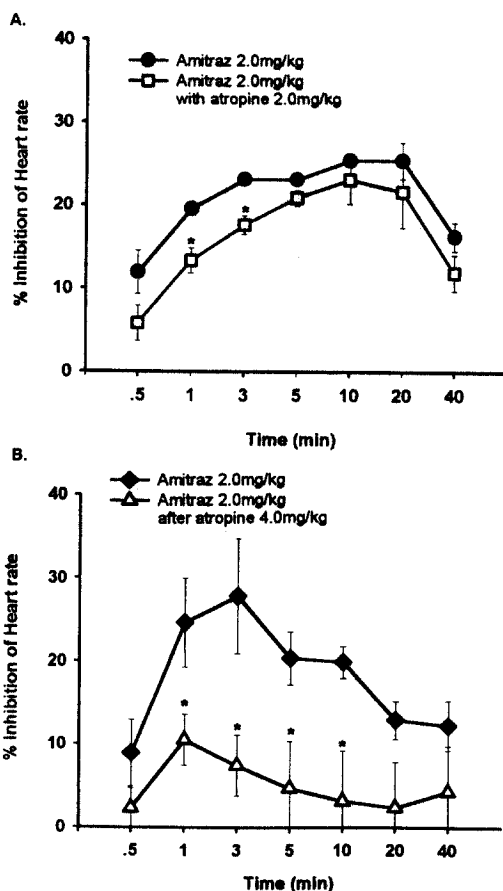 A.
40
30
20
10
0
% Inhibition of Heart rate
Amitraz 2.0mg/kg
Amitraz 2.0mg/kg
with atropine 2.0mg/kg
*
*
.5 1 3 5 10 20 40
Time (min)
B.
40
30
20
10
0
% Inhibition of Heart rate
Amitraz 2.0mg/kg
Amitraz 2.0mg/kg
after atropine 4.0mg/kg
*
*
*
*
.5 1 3 5 10 20 40
Time (min)